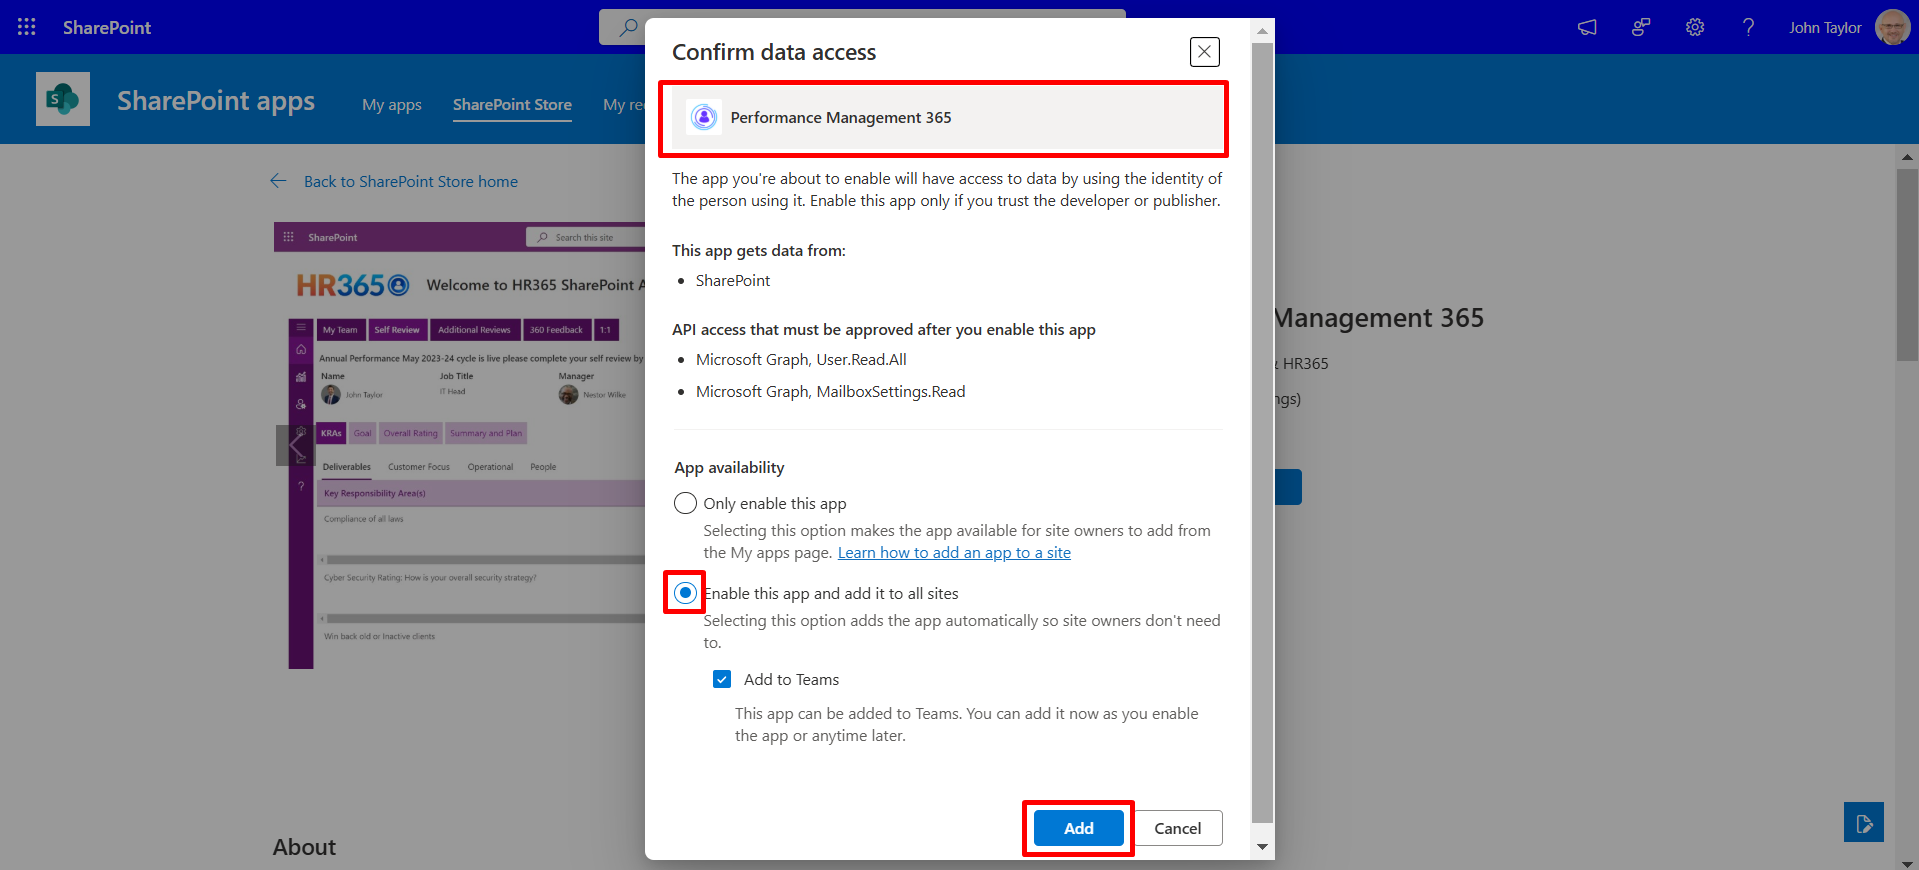 SharePoint
John Taylor
SharePoint apps
My apps
SharePoint Store
My re
Back to SharePoint Store home
SharePoint
Search this site
HR365
Welcome to HR365 SharePoint A
My Team
Self Review
Additional Reviews
360 Feedback
1:1
Annual Performance May 2023-24 cycle is live please complete your self review by
Name
Job Title
Manager
John Taylor
IT Head
Nestor Wilke
KRAs
Goal
Overall Rating
Summary and Plan
Deliverables
Customer Focus
Operational
People
Key Responsibility Area(s)
Compliance of all laws
Cyber Security Rating: How is your overall security strategy?
Win back old or Inactive clients
About
Confirm data access
Performance Management 365
The app you're about to enable will have access to data by using the identity of
the person using it. Enable this app only if you trust the developer or publisher.
This app gets data from:
• SharePoint
API access that must be approved after you enable this app
• Microsoft Graph, User.Read.All
• Microsoft Graph, MailboxSettings.Read
App availability
Only enable this app
Selecting this option makes the app available for site owners to add from
the My apps page. Learn how to add an app to a site
Enable this app and add it to all sites
Selecting this option adds the app automatically so site owners don't need
to.
Add to Teams
This app can be added to Teams. You can add it now as you enable
the app or anytime later.
Add
Cancel
Management 365
& HR365
ngs)